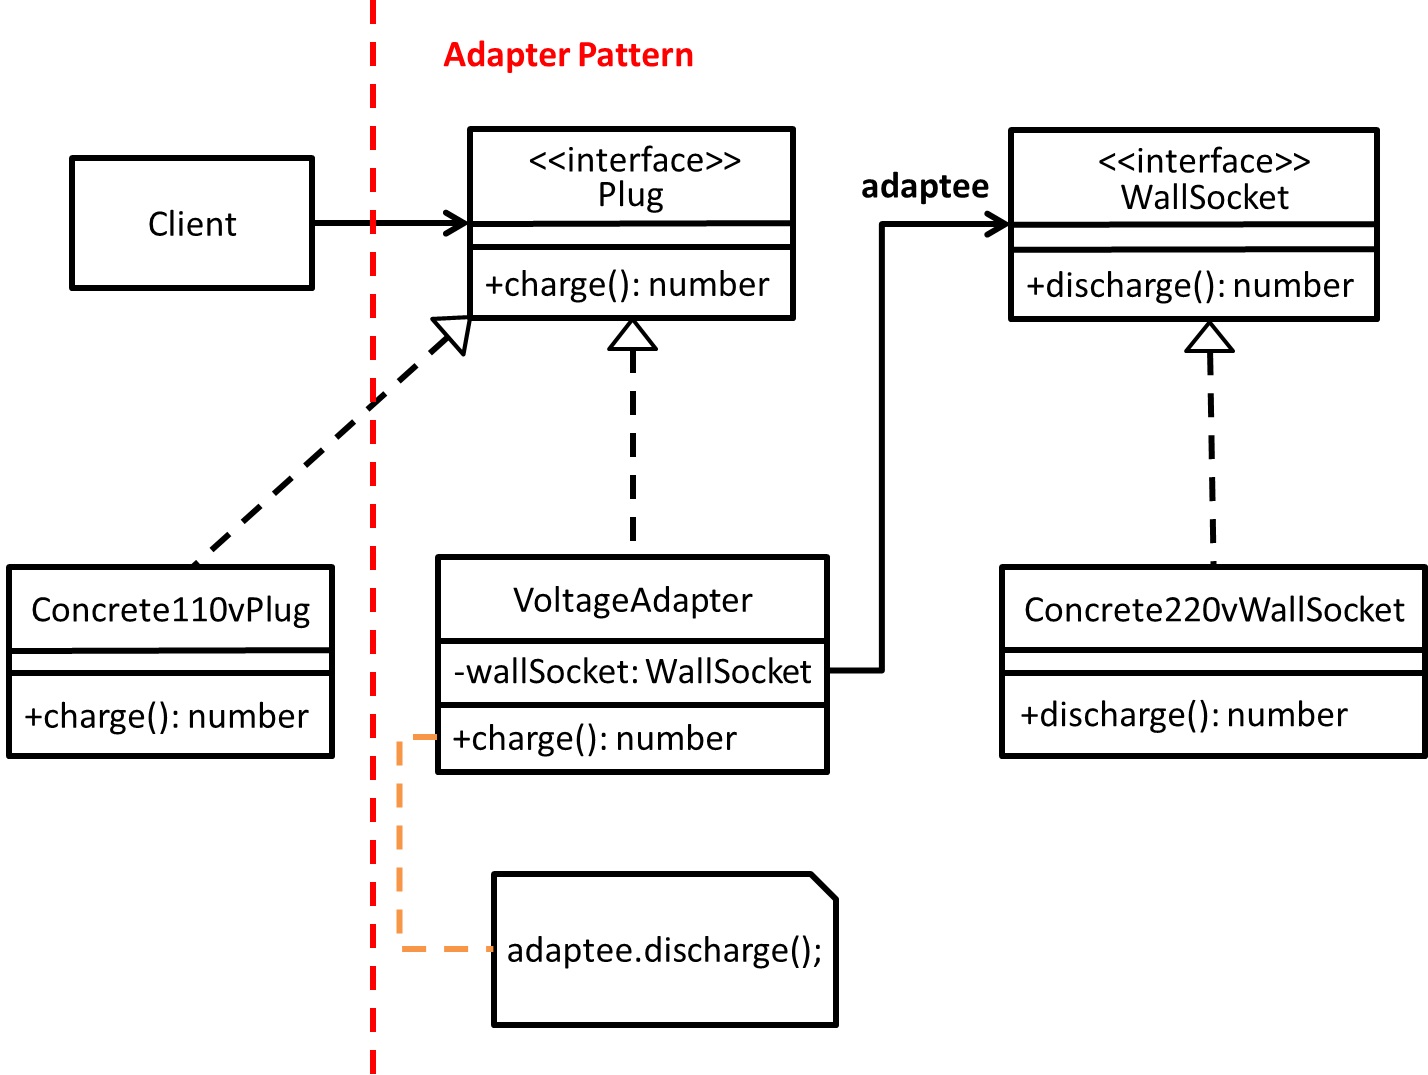 Adapter Pattern
Client
<<interface>>
Plug
+charge(): number
adaptee
<<interface>>
WallSocket
+discharge(): number
Concrete110vPlug
+charge(): number
VoltageAdapter
-wallSocket: WallSocket
+charge(): number
Concrete220vWallSocket
+discharge(): number
adaptee.discharge();